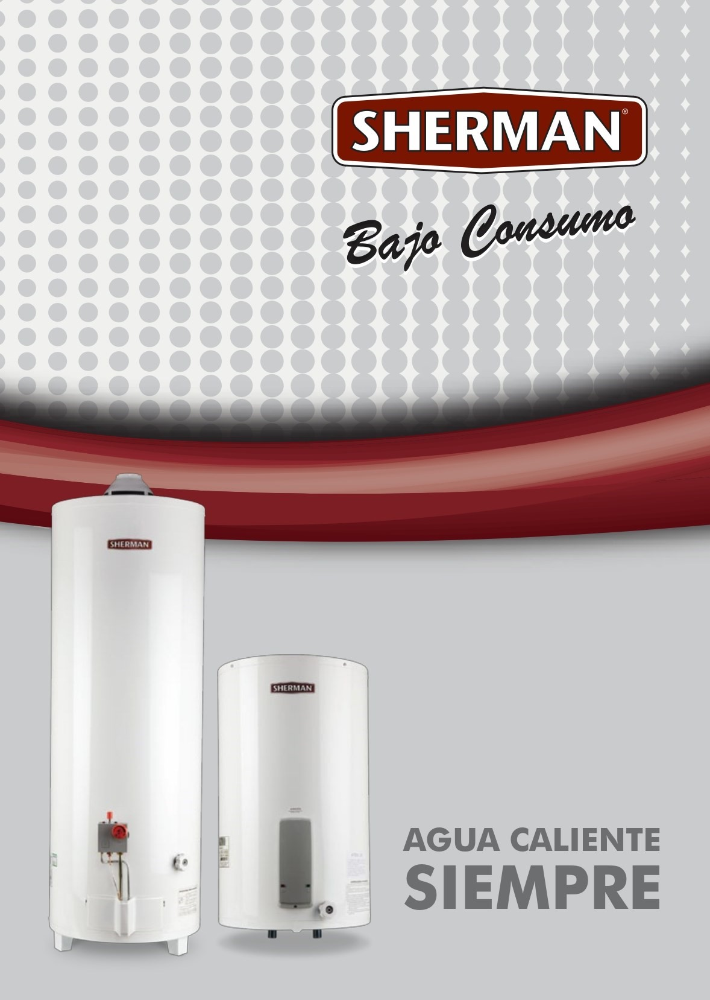 SHERMAN®
Bajo Consumo
SHERMAN
SHERMAN
AGUA CALIENTE
SIEMPRE